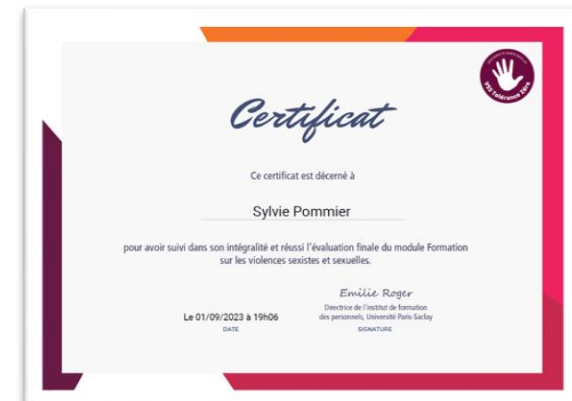 VSS Tolérance Zéro
Certificat
Ce certificat est décerné à
Sylvie Pommier
pour avoir suivi dans son intégralité et réussi l'évaluation finale du module Formation
sur les violences sexistes et sexuelles.
Emilie Roger
Directrice de l'institut de formation
des personnels, Université Paris-Saclay
Le 01/09/2023 à 19h06
DATE
SIGNATURE